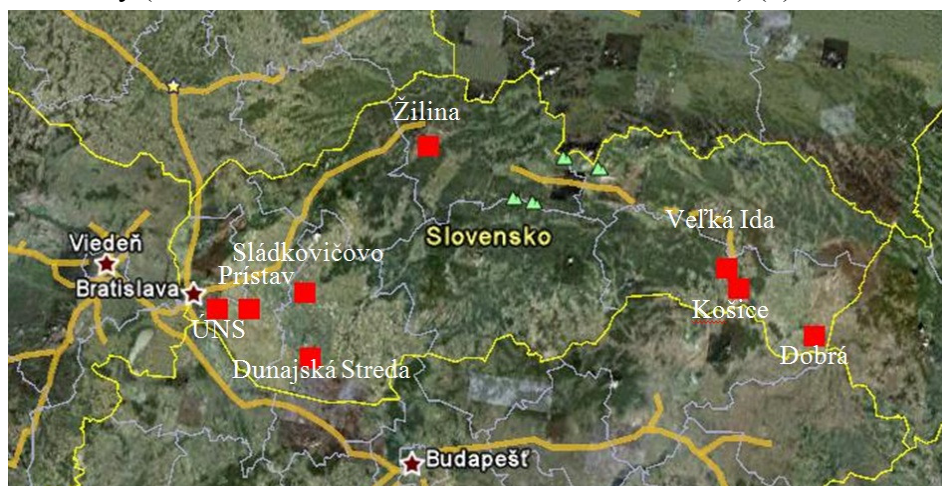 Žilina
Veľká Ida
Slovensko
Viedeň
Sládkovičovo
Prístav
Bratislava
ÚNS
Košice
Dobrá
Dunajská Streda
Budapešť